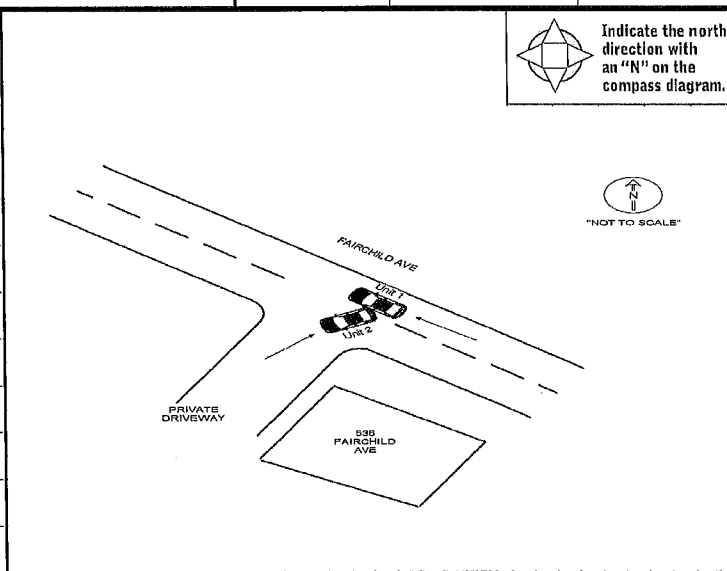 Indicate the north
direction with
an "N" on the
compass diagram.
N
"NOT TO SCALE"
FAIRCHILD AVE
Unit 1
Unit 2
PRIVATE
DRIVEWAY
536
FAIRCHILD
AVE